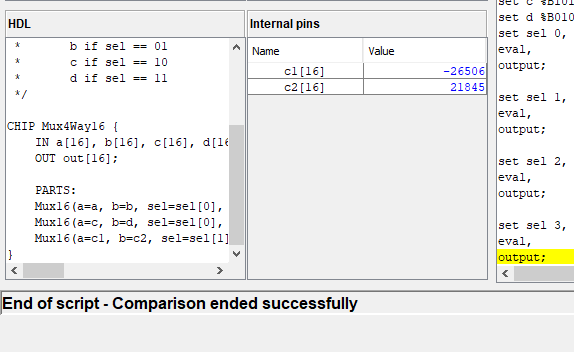 HDL
* b if sel == 01
* c if sel == 10
* d if sel == 11
*/
CHIP Mux4Way16 {
IN a[16], b[16], c[16], d[16
OUT out[16];
PARTS:
Mux16(a=a, b=b, sel=sel[0],
Mux16(a=c, b=d, sel=sel[0],
Mux16(a=c1, b=c2, sel=sel[1]
}
Internal pins
Name Value
c1[16] -26506
c2[16] 21845
set d %B010
set sel 0,
eval,
output;
set sel 1,
eval,
output;
set sel 2,
eval,
output;
set sel 3,
eval,
output;
End of script - Comparison ended successfully